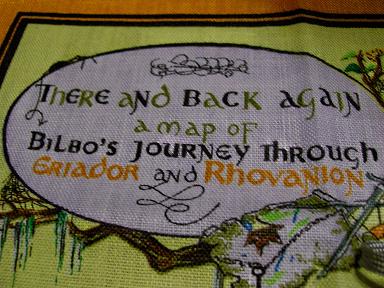 There and Back Again
a map of
Bilbo's Journey Through
Eriador and Rhovanion